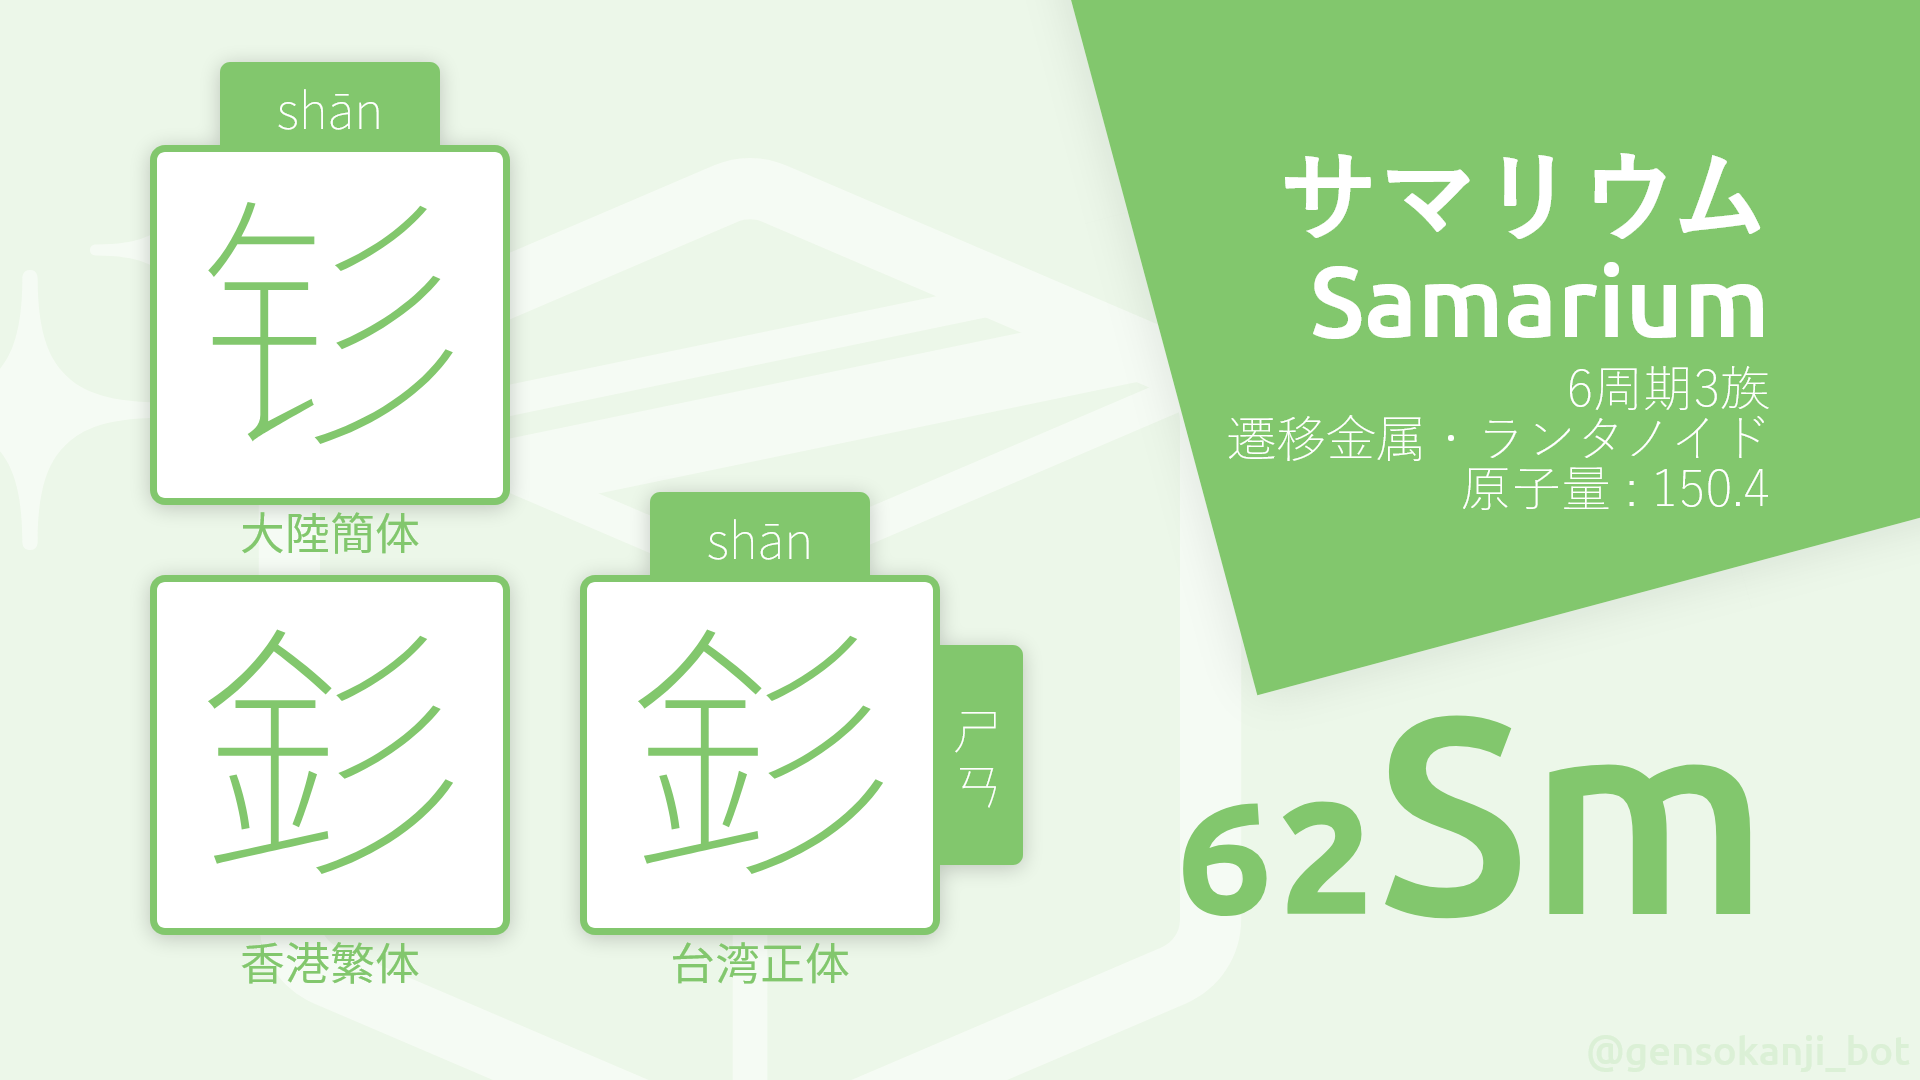 shān
钐
大陸簡体
釤
香港繁体
shān
釤
ㄕ
ㄢ
台湾正体
サマリウム
Samarium
6周期3族
遷移金属・ランタノイド
原子量:150.4
62Sm
@gensokanji_bot